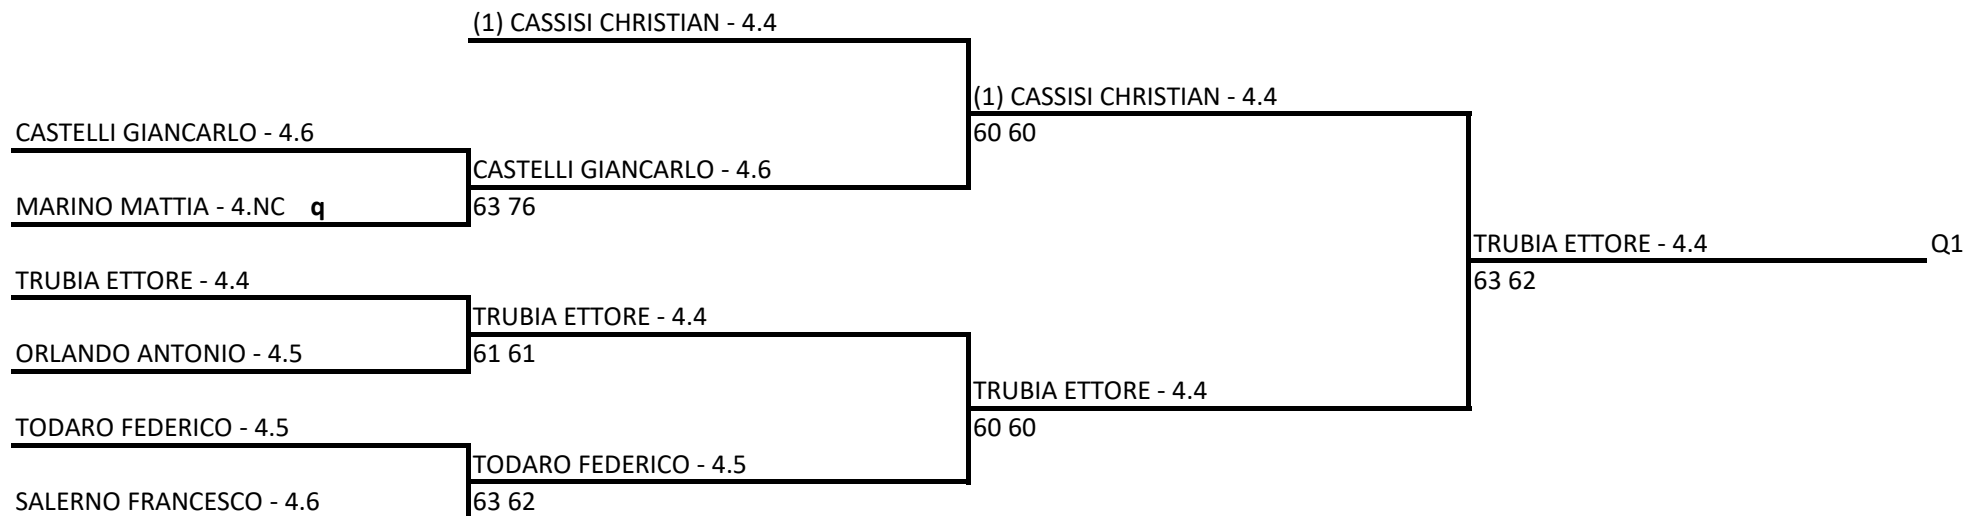 (1) CASSISI CHRISTIAN - 4.4
(1) CASSISI CHRISTIAN - 4.4
CASTELLI GIANCARLO - 4.6
60 60
CASTELLI GIANCARLO - 4.6
MARINO MATTIA - 4.NC q
63 76
TRUBIA ETTORE - 4.4
Q1
TRUBIA ETTORE - 4.4
63 62
TRUBIA ETTORE - 4.4
ORLANDO ANTONIO - 4.5
61 61
TRUBIA ETTORE - 4.4
TODARO FEDERICO - 4.5
60 60
TODARO FEDERICO - 4.5
SALERNO FRANCESCO - 4.6
63 62